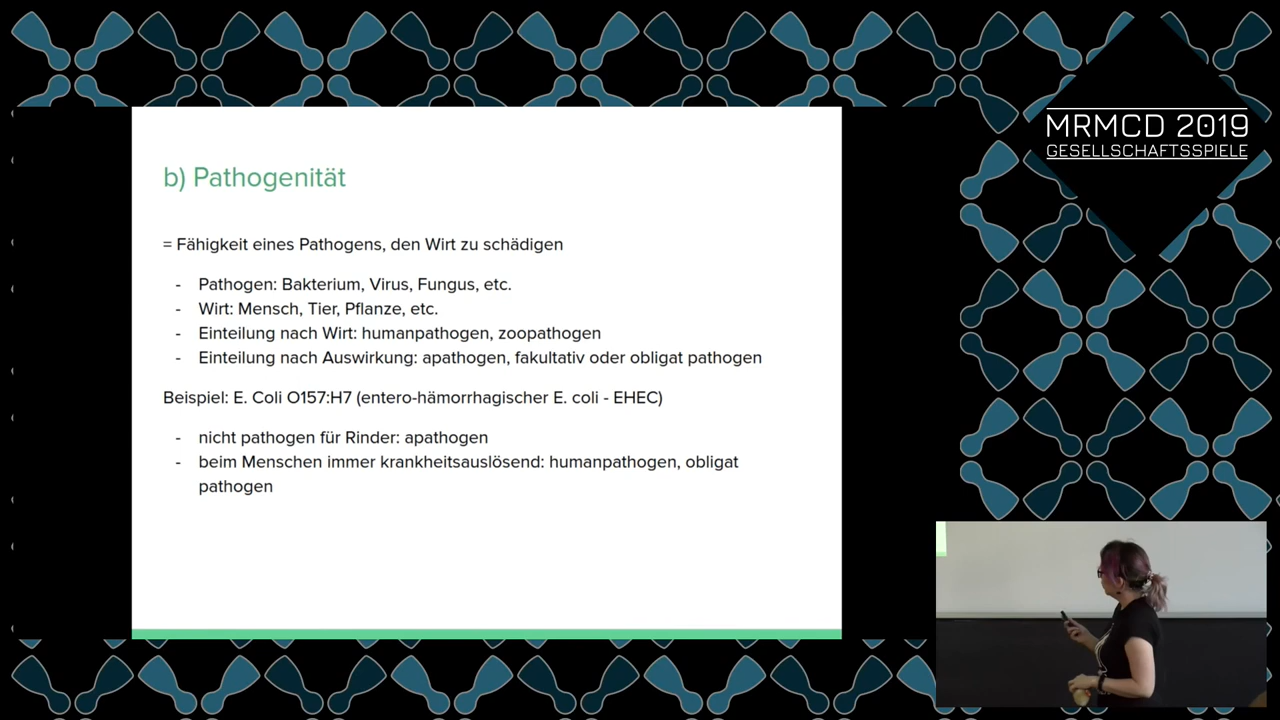 MRMCD 2019
GESELLSCHAFTSSPIELE
b) Pathogenität
= Fähigkeit eines Pathogens, den Wirt zu schädigen
- Pathogen: Bakterium, Virus, Fungus, etc.
- Wirt: Mensch, Tier, Pflanze, etc.
- Einteilung nach Wirt: humanpathogen, zoopathogen
- Einteilung nach Auswirkung: apathogen, fakultativ oder obligat pathogen
Beispiel: E. Coli O157:H7 (entero-hämorrhagischer E. coli - EHEC)
- nicht pathogen für Rinder: apathogen
- beim Menschen immer krankheitsauslösend: humanpathogen, obligat
pathogen